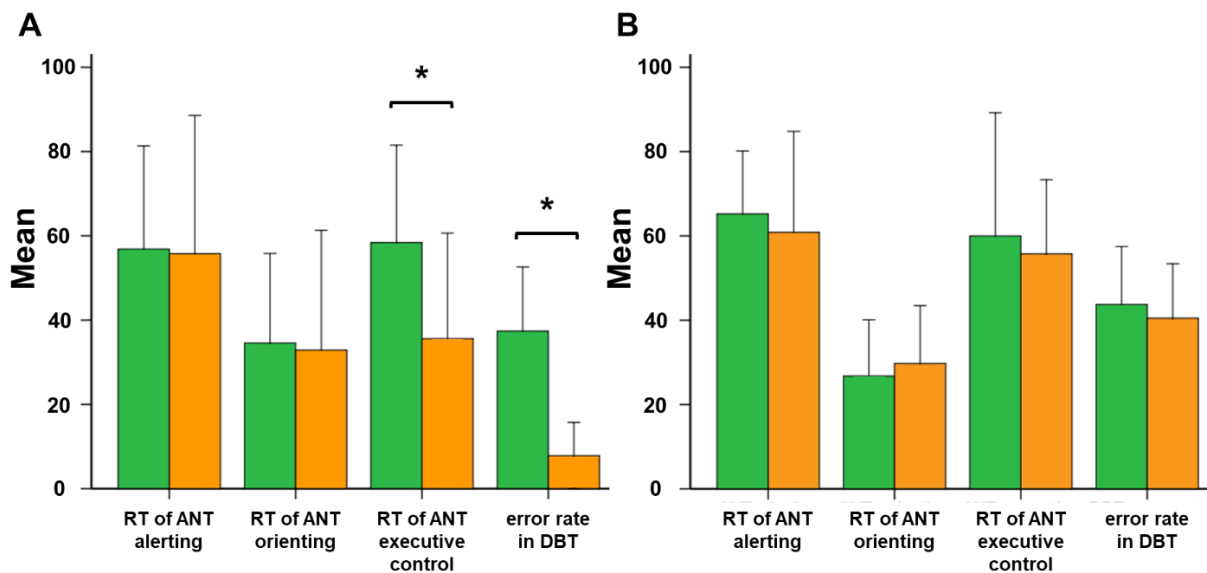 A
Mean
100
80
60
40
20
0
*
*
RT of ANT
alerting
RT of ANT
orienting
RT of ANT
executive
control
error rate
in DBT
B
Mean
100
80
60
40
20
0
RT of ANT
alerting
RT of ANT
orienting
RT of ANT
executive
control
error rate
in DBT